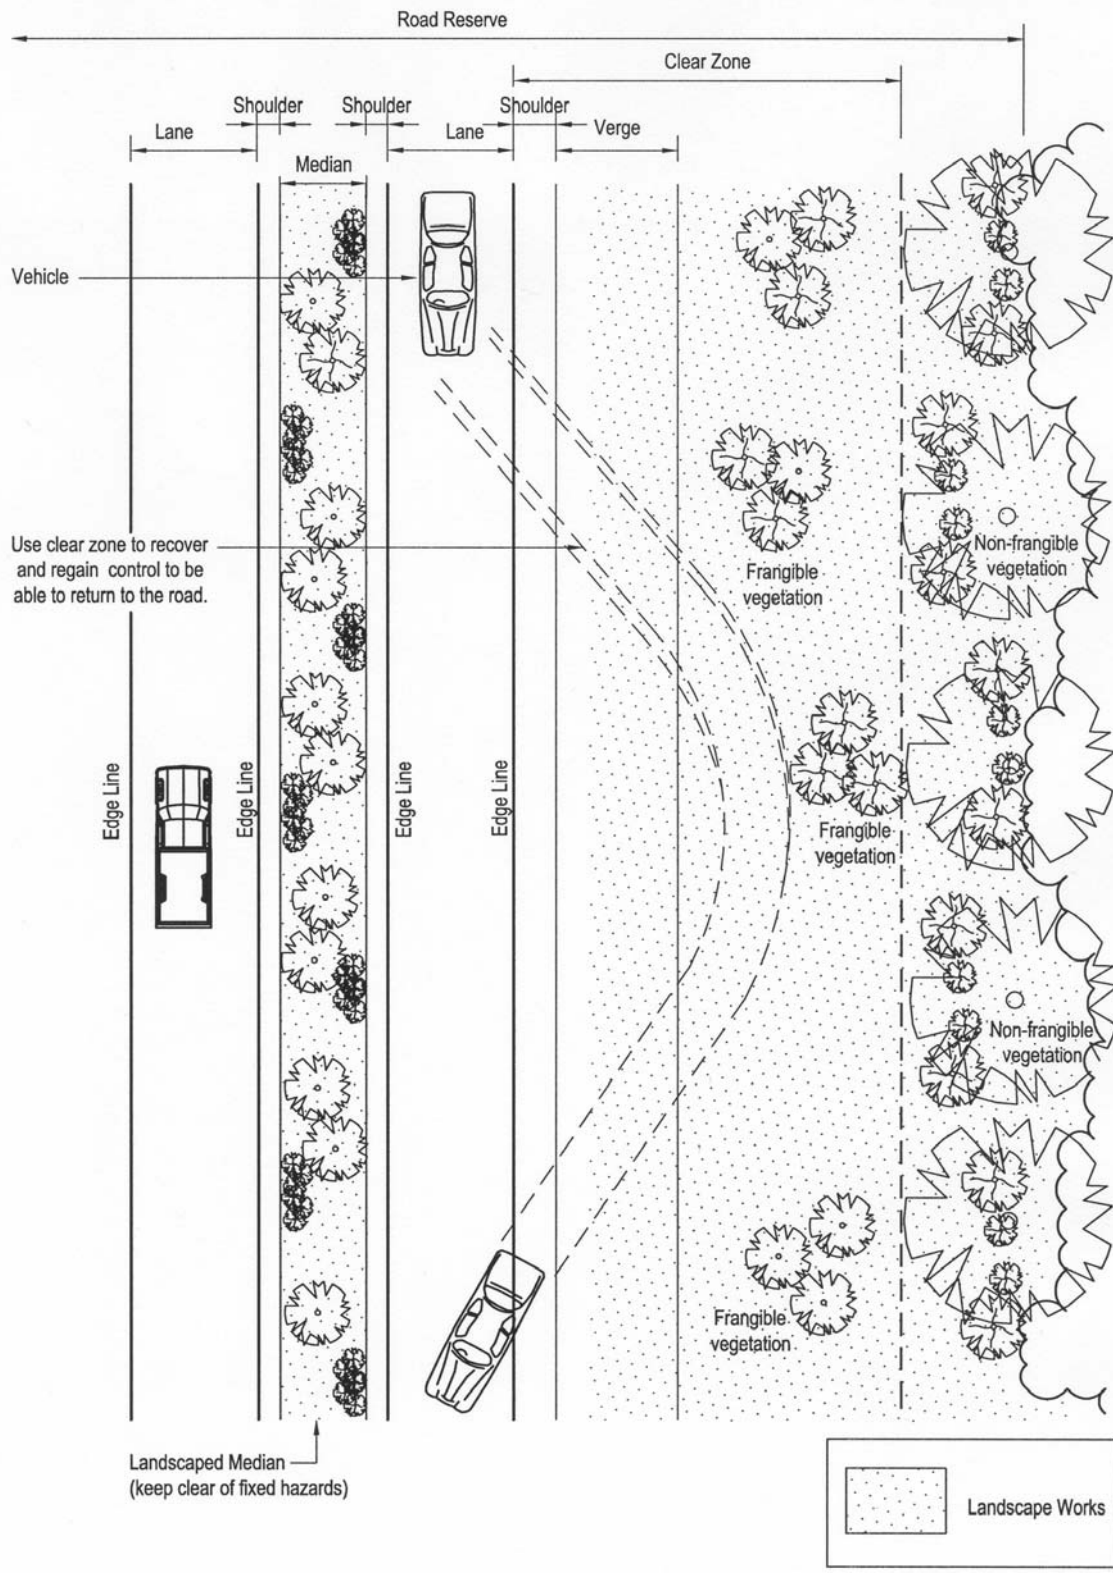 Road Reserve
Clear Zone
Shoulder
Shoulder
Shoulder
Lane
Lane
Verge
Median
Vehicle
Use clear zone to recover
and regain control to be
able to return to the road.
Non-frangible
vegetation
Frangible
vegetation
Edge Line
Edge Line
Edge Line
Edge Line
Frangible
vegetation
Non-frangible
vegetation
Frangible
vegetation
Landscaped Median
(keep clear of fixed hazards)
Landscape Works